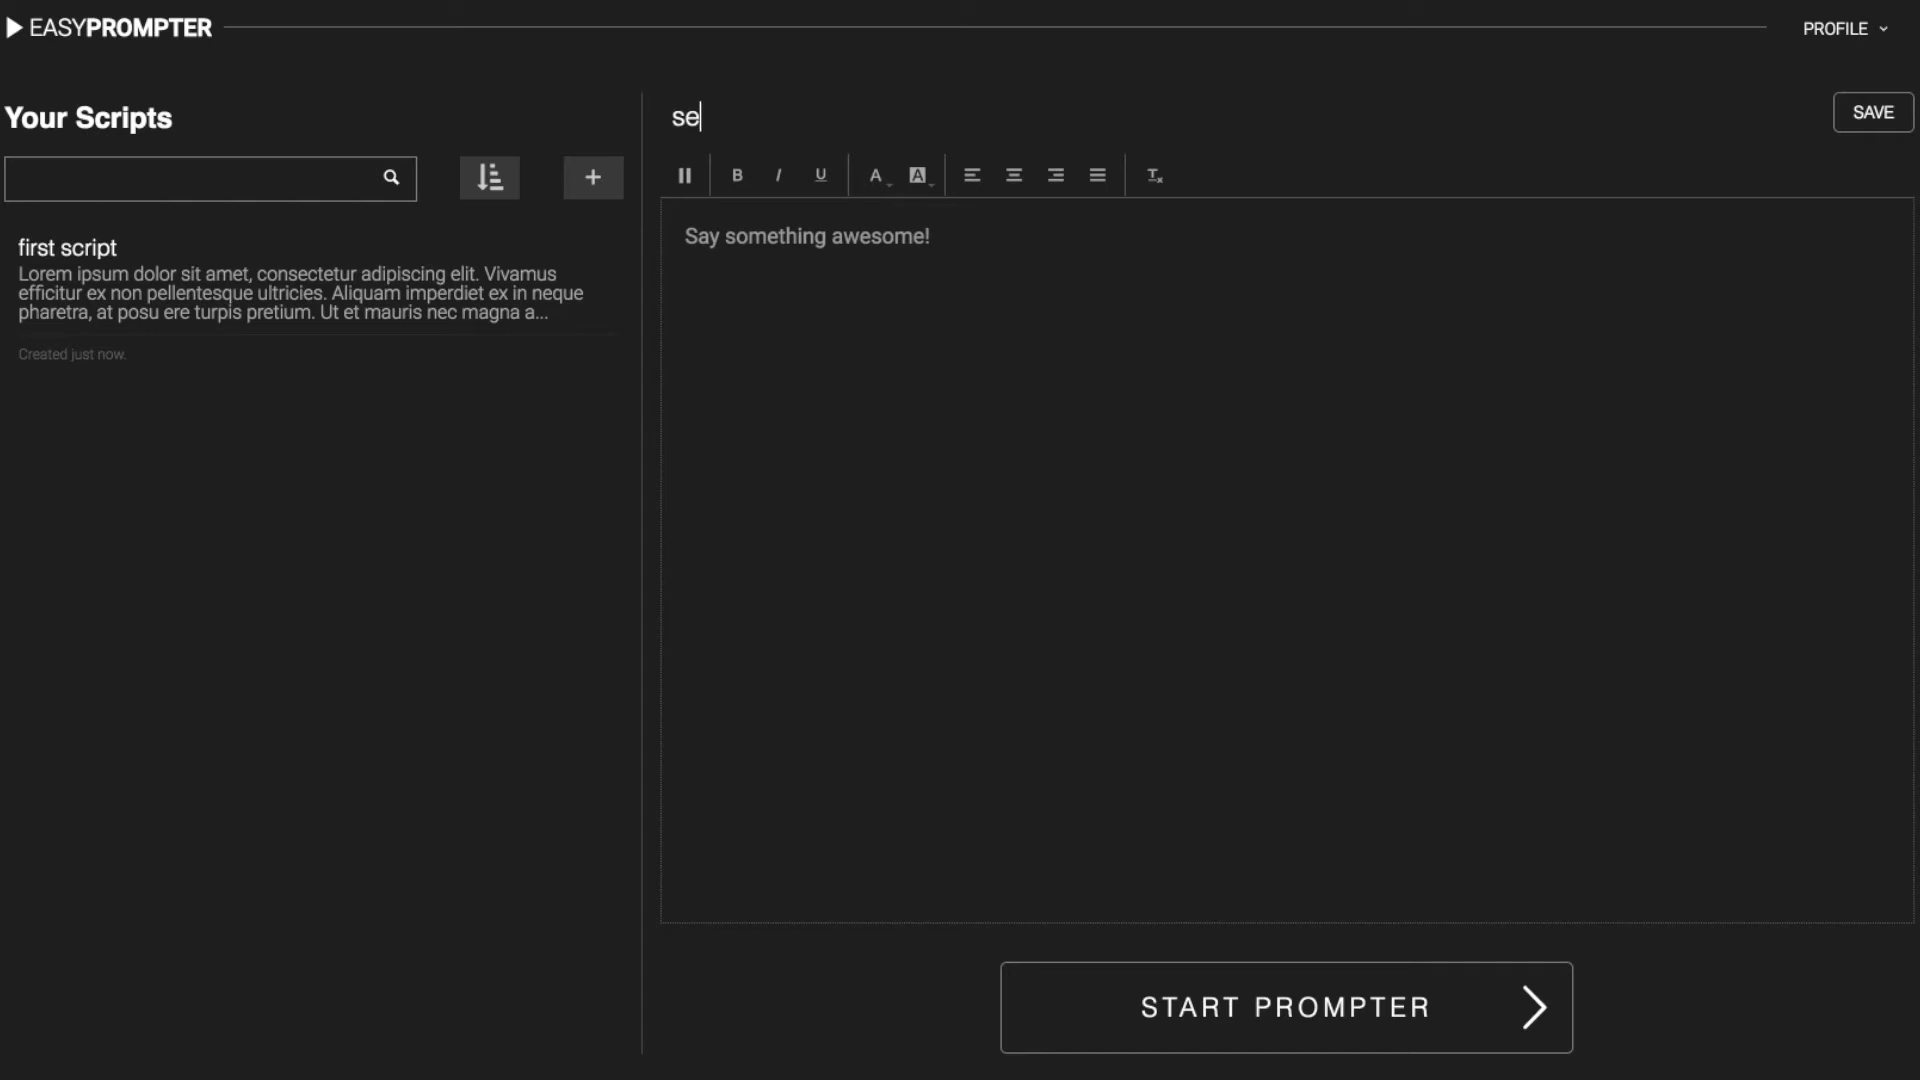 EASYPROMPTER
PROFILE
Your Scripts
se
SAVE
B I U A A
first script
Lorem ipsum dolor sit amet, consectetur adipiscing elit. Vivamus
efficitur ex non pellentesque ultricies. Aliquam imperdiet ex in neque
pharetra, at posu ere turpis pretium. Ut et mauris nec magna a...
Created just now.
Say something awesome!
START PROMPTER